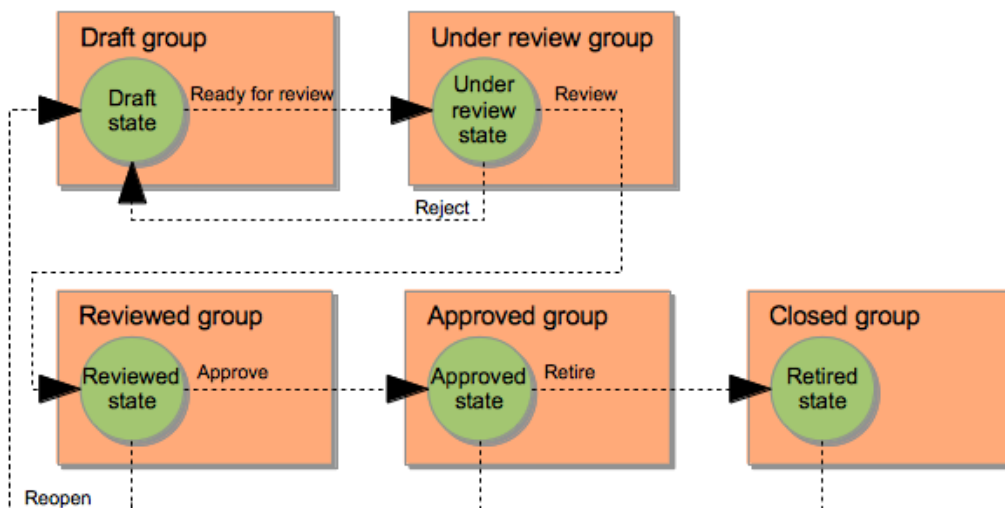 Draft group
Under review group
Draft
state
Ready for review
Under
review
state
Review
Reject
Reviewed group
Approved group
Closed group
Reviewed
state
Approve
Approved
state
Retire
Retired
state
Reopen